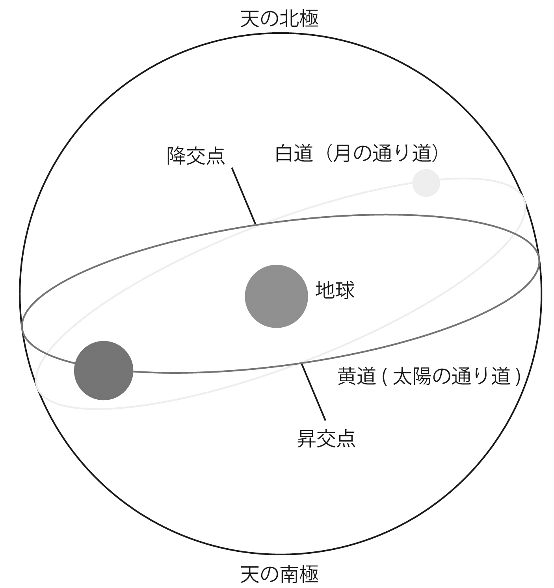 天の北極
降交点
白道（月の通り道）
地球
黄道 ( 太陽の通り道 )
昇交点
天の南極